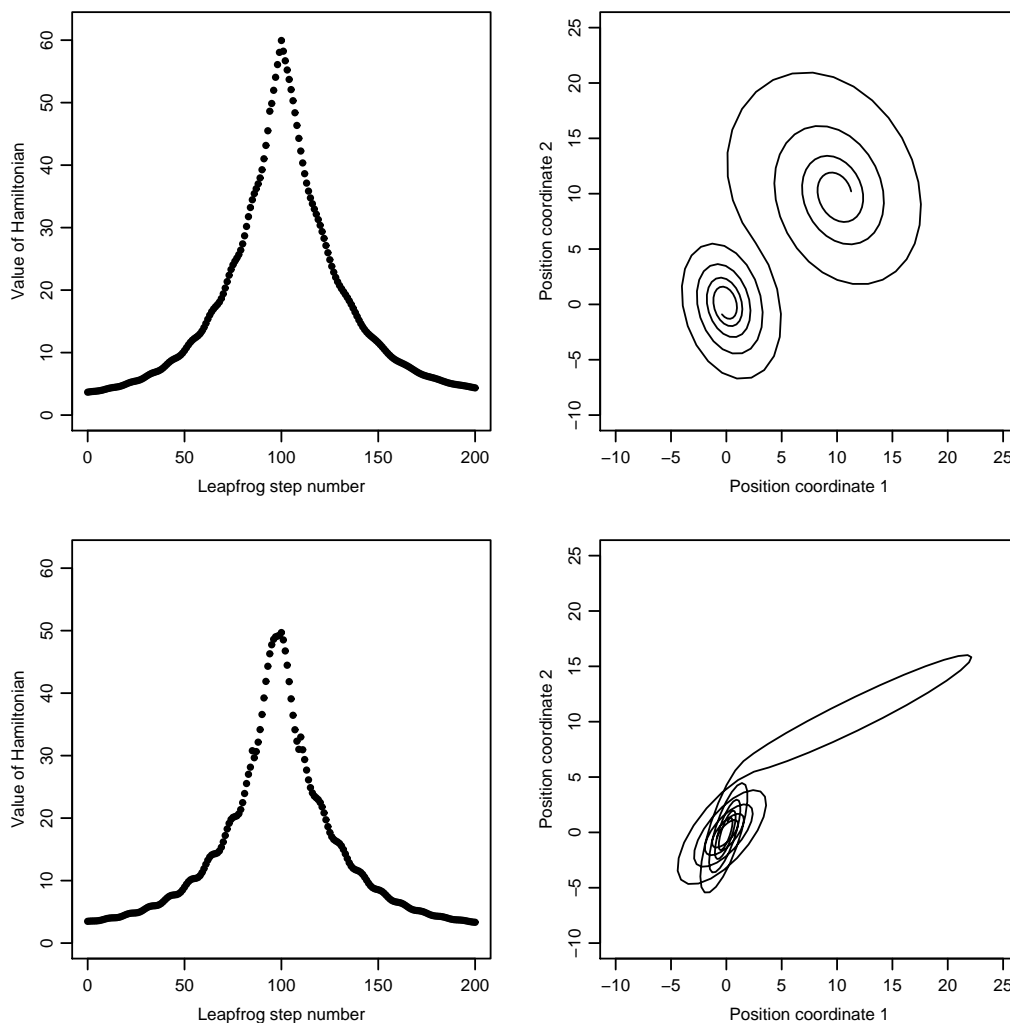 Value of Hamiltonian
60
50
40
30
20
10
0
0 50 100 150 200
Leapfrog step number
Position coordinate 2
25
20
15
10
5
0
−5
−10
−10 −5 0 5 10 15 20 25
Position coordinate 1
Value of Hamiltonian
60
50
40
30
20
10
0
0 50 100 150 200
Leapfrog step number
Position coordinate 2
25
20
15
10
5
0
−5
−10
−10 −5 0 5 10 15 20 25
Position coordinate 1